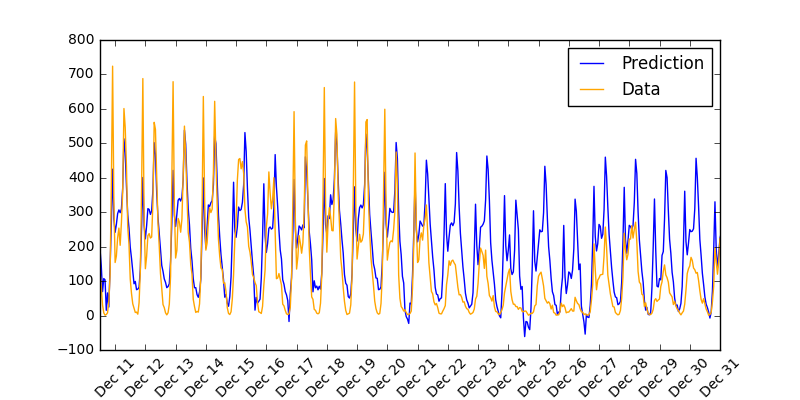 800
700
600
500
400
300
200
100
0
−100
Prediction
Data
Dec 11
Dec 12
Dec 13
Dec 14
Dec 15
Dec 16
Dec 17
Dec 18
Dec 19
Dec 20
Dec 21
Dec 22
Dec 23
Dec 24
Dec 25
Dec 26
Dec 27
Dec 28
Dec 29
Dec 30
Dec 31